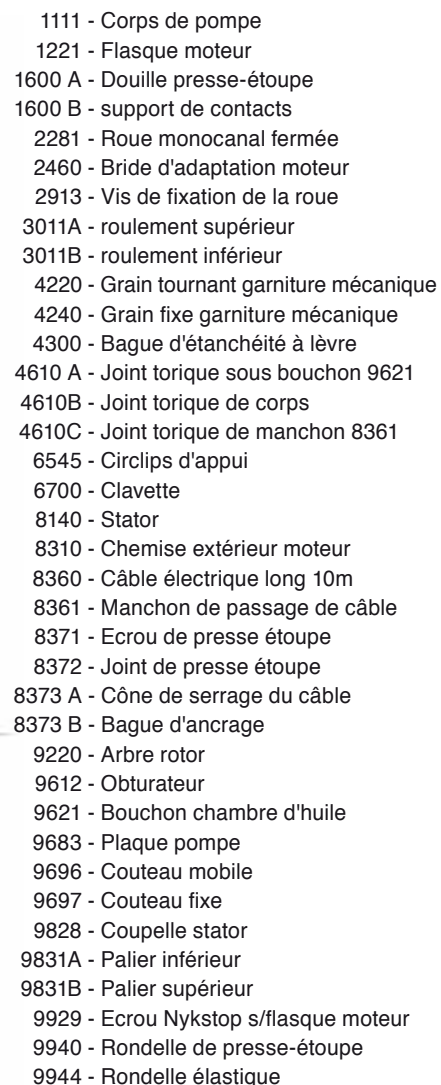 1111 - Corps de pompe
1221 - Flasque moteur
1600 A - Douille presse-étoupe
1600 B - support de contacts
2281 - Roue monocanal fermée
2460 - Bride d'adaptation moteur
2913 - Vis de fixation de la roue
3011A - roulement supérieur
3011B - roulement inférieur
4220 - Grain tournant garniture mécanique
4240 - Grain fixe garniture mécanique
4300 - Bague d'étanchéité à lèvre
4610 A - Joint torique sous bouchon 9621
4610B - Joint torique de corps
4610C - Joint torique de manchon 8361
6545 - Circlips d'appui
6700 - Clavette
8140 - Stator
8310 - Chemise extérieur moteur
8360 - Câble électrique long 10m
8361 - Manchon de passage de câble
8371 - Ecrou de presse étoupe
8372 - Joint de presse étoupe
8373 A - Cône de serrage du câble
8373 B - Bague d'ancrage
9220 - Arbre rotor
9612 - Obturateur
9621 - Bouchon chambre d'huile
9683 - Plaque pompe
9696 - Couteau mobile
9697 - Couteau fixe
9828 - Coupelle stator
9831A - Palier inférieur
9831B - Palier supérieur
9929 - Ecrou Nykstop s/flasque moteur
9940 - Rondelle de presse-étoupe
9944 - Rondelle élastique